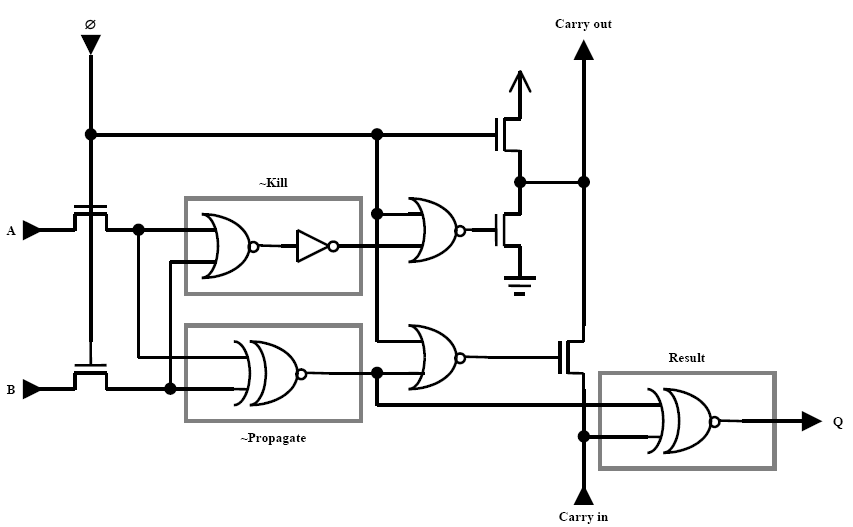 ∅
Carry out
~Kill
A
Result
B
~Propagate
Q
Carry in